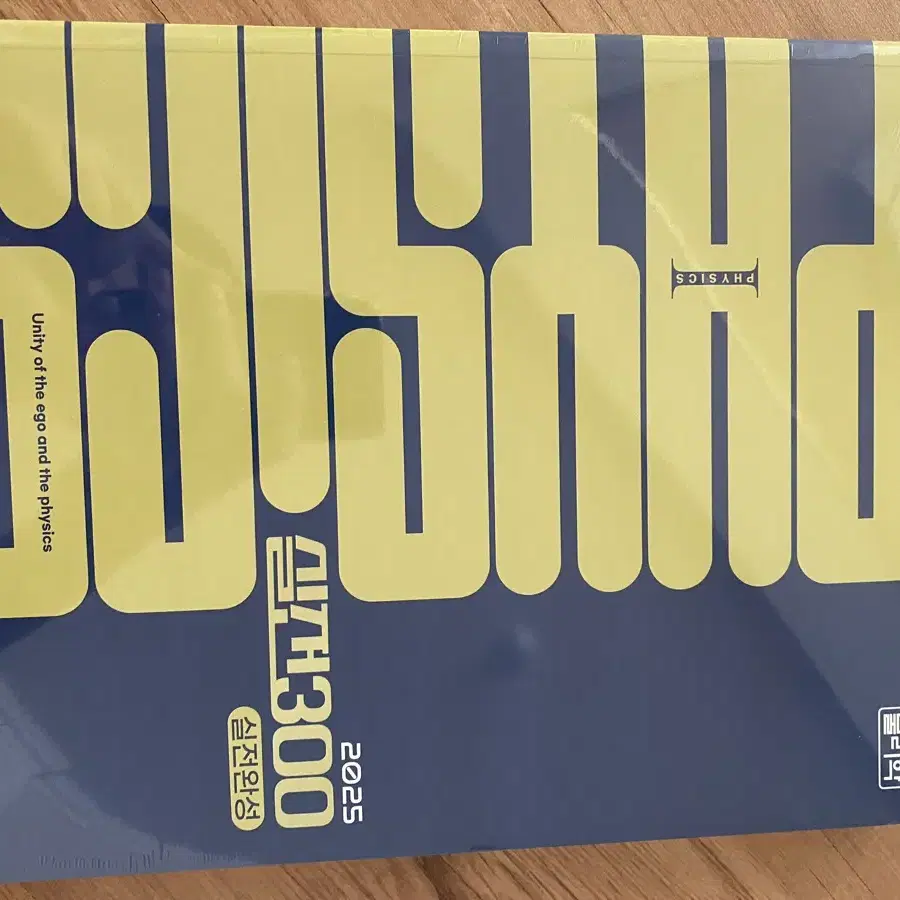 PHYSICS
PHYSICS
I
2025
실전300
실전완성
Unity of the ego and the physics
물리학